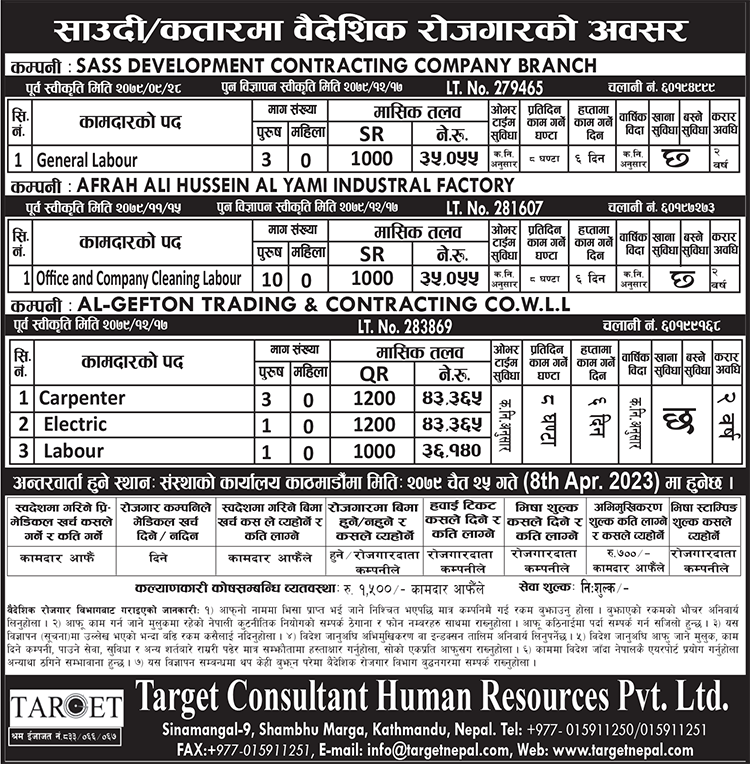 साउदी/कतारमा वैदेशिक रोजगारको अवसर
कम्पनी : SASS DEVELOPMENT CONTRACTING COMPANY BRANCH
पूर्व स्वीकृति मिति २०७९/०९/२८ पुन विज्ञापन स्वीकृति मिति २०७९/१२/१७ LT. No. 279465 चलानी नं. ६०१९४९९९
सि.नं. कामदारको पद माग संख्या पुरुष महिला मासिक तलव SR ने.रू. ओभर टाईम सुविधा प्रतिदिन काम गर्ने घण्टा हप्तामा काम गर्ने दिन वार्षिक विदा खाना सुविधा बस्ने सुविधा करार अवधि
1 General Labour 3 0 1000 ३५.०५५ क.नि. अनुसार ८ घण्टा ६ दिन क.नि. अनुसार छ २ वर्ष
कम्पनी : AFRAH ALI HUSSEIN AL YAMI INDUSTRAL FACTORY
पूर्व स्वीकृति मिति २०७९/११/१५ पुन विज्ञापन स्वीकृति मिति २०७९/१२/१७ LT. No. 281607 चलानी नं. ६०१९७२७३
सि.नं. कामदारको पद माग संख्या पुरुष महिला मासिक तलव SR ने.रू. ओभर टाईम सुविधा प्रतिदिन काम गर्ने घण्टा हप्तामा काम गर्ने दिन वार्षिक विदा खाना सुविधा बस्ने सुविधा करार अवधि
1 Office and Company Cleaning Labour 10 0 1000 ३५.०५५ क.नि. अनुसार ८ घण्टा ६ दिन क.नि. अनुसार छ २ वर्ष
कम्पनी : AL-GEFTON TRADING & CONTRACTING CO.W.L.L
पूर्व स्वीकृति मिति २०७९/१२/१७ LT. No. 283869 चलानी नं. ६०१९९१६८
सि.नं. कामदारको पद माग संख्या पुरुष महिला मासिक तलव QR ने.रू. ओभर टाईम सुविधा प्रतिदिन काम गर्ने घण्टा हप्तामा काम गर्ने दिन वार्षिक विदा खाना सुविधा बस्ने सुविधा करार अवधि
1 Carpenter 3 0 1200 ४३.३६५ क.नि.अनुसार ८ घण्टा ६ दिन क.नि.अनुसार छ २ वर्ष
2 Electric 1 0 1200 ४३.३६५
3 Labour 1 0 1000 ३६.१४०
अन्तरवार्ता हुने स्थानः संस्थाको कार्यालय काठमाडौंमा मितिः २०७९ चैत २५ गते (8th Apr. 2023) मा हुनेछ ।
स्वदेशमा गरिने प्रि-मेडिकल खर्च कसले गर्ने र कति गर्ने रोजगार कम्पनिले मेडिकल खर्च दिने / नदिन स्वदेशमा गरिने बिमा खर्च कस ले व्यहोर्ने र कति लाग्ने रोजगारमा बिमा हुने/नहुने र कसले व्यहोर्ने हवाई टिकट कसले दिने र कति लाग्ने भिषा शुल्क कसले दिने र कति लाग्ने अभिमुखिकरण शुल्क कति लाग्ने र कसले व्यहोर्ने भिषा स्टाम्पिङ शुल्क कसले व्यहोर्ने
कामदार आफैँ दिने कामदार आफैंले हुने/ रोजगारदाता कम्पनीले रोजगारदाता कम्पनीले रोजगारदाता कम्पनीले रु.७००/- कामदार आफैंले रोजगारदाता कम्पनीले
कल्याणकारी कोषसम्बन्धि व्यवस्थाः रु. १,५००/- कामदार आफैंले सेवा शुल्कः निःशुल्क/-
वैदेशिक रोजगार विभागबाट गराइएको जानकारी: १) आफुनो नाममा भिसा प्राप्त भई जाने निश्चित भएपछि मात्र कम्पनिमै गई रकम बुझाउनु होला । बुझाएको रकमको भौचर अनिवार्य
लिनुहोला । २) आफू काम गर्न जाने मुलुकमा रहेको नेपाली कुटनीतिक नियोगको सम्पर्क ठेगाना र फोन नम्बरहरु साथमा राख्नुहोला । आफू कठिनाईमा पर्दा सम्पर्क गर्न सजिलो हुन्छ । ३) यस
विज्ञापन (सूचना)मा उल्लेख भएको भन्दा बढि रकम कसैलाई नदिनुहोला । ४) विदेश जानुअघि अभिमुखिकरण वा इन्डक्सन तालिम अनिवार्य लिनुपर्नेछ । ५) विदेश जानुअघि आफु जाने मुलुक, काम
दिने कम्पनी, पाउने सेवा, सुविधा र अन्य शर्तबारे राम्ररी पढेर मात्र सम्झौतामा हस्ताक्षर गर्नुहोला, सोको एकप्रति आफुसग राख्नुहोला । ६) काममा विदेश जाँदा नेपालकै एयरपोर्ट प्रयोग गर्नुहोला
अन्याथा ठगिने सम्भावाना हुन्छ । ७) यस विज्ञापन सम्वन्धमा थप केही बुझ्न परेमा वैदेशिक रोजगार विभाग बुद्धनगरमा सम्पर्क राख्नुहोला ।
TARGET
श्रम ईजाजत नं.८३३/०६६/०६७
Target Consultant Human Resources Pvt. Ltd.
Sinamangal-9, Shambhu Marga, Kathmandu, Nepal. Tel: +977- 015911250/015911251
FAX:+977-015911251, E-mail: info@targetnepal.com, Web: www.targetnepal.com